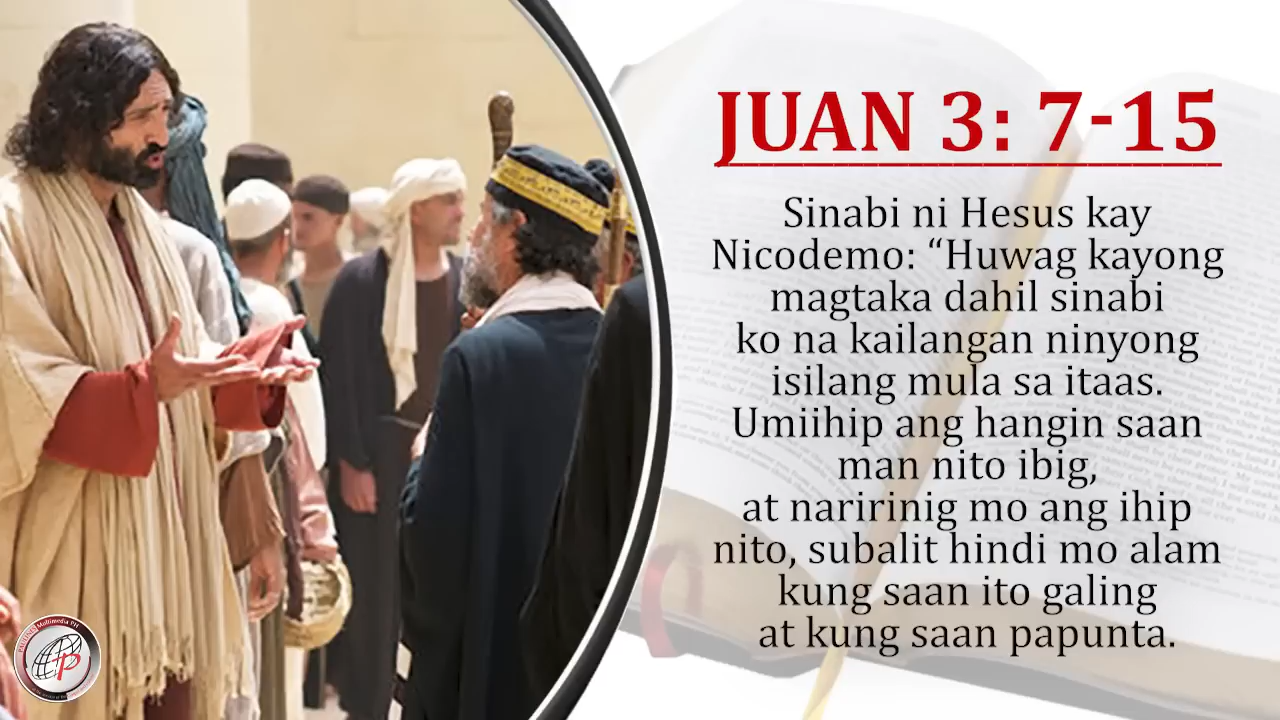 JUAN 3: 7-15
Sinabi ni Hesus kay
Nicodemo: “Huwag kayong
magtaka dahil sinabi
ko na kailangan ninyong
isilang mula sa itaas.
Umiihip ang hangin saan
man nito ibig,
at naririnig mo ang ihip
nito, subalit hindi mo alam
kung saan ito galing
at kung saan papunta.
Multimedia PH